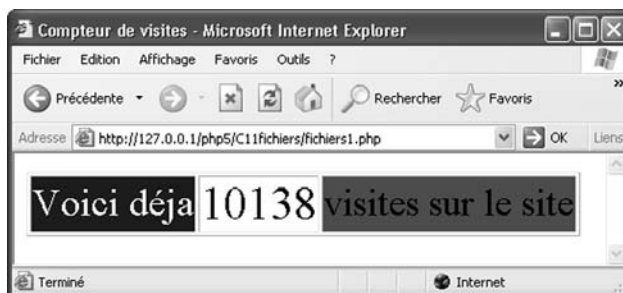 Compteur de visites - Microsoft Internet Explorer
Fichier Edition Affichage Favoris Outils ?
Précédente Rechercher Favoris »
Adresse http://127.0.0.1/php5/C11fichiers/fichiers1.php OK Liens
Voici déja 10138 visites sur le site
Terminé Internet